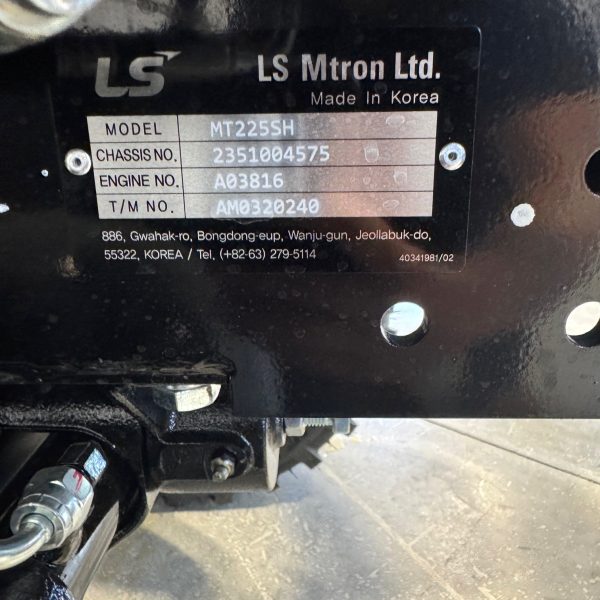 LS LS Mtron Ltd.
Made In Korea
MODEL MT225SH
CHASSIS NO. 2351004575
ENGINE NO. A03816
T/M NO. AM0320240
886, Gwahak-ro, Bongdong-eup, Wanju-gun, Jeollabuk-do,
55322, KOREA / Tel. (+82-63) 279-5114
40341981/02